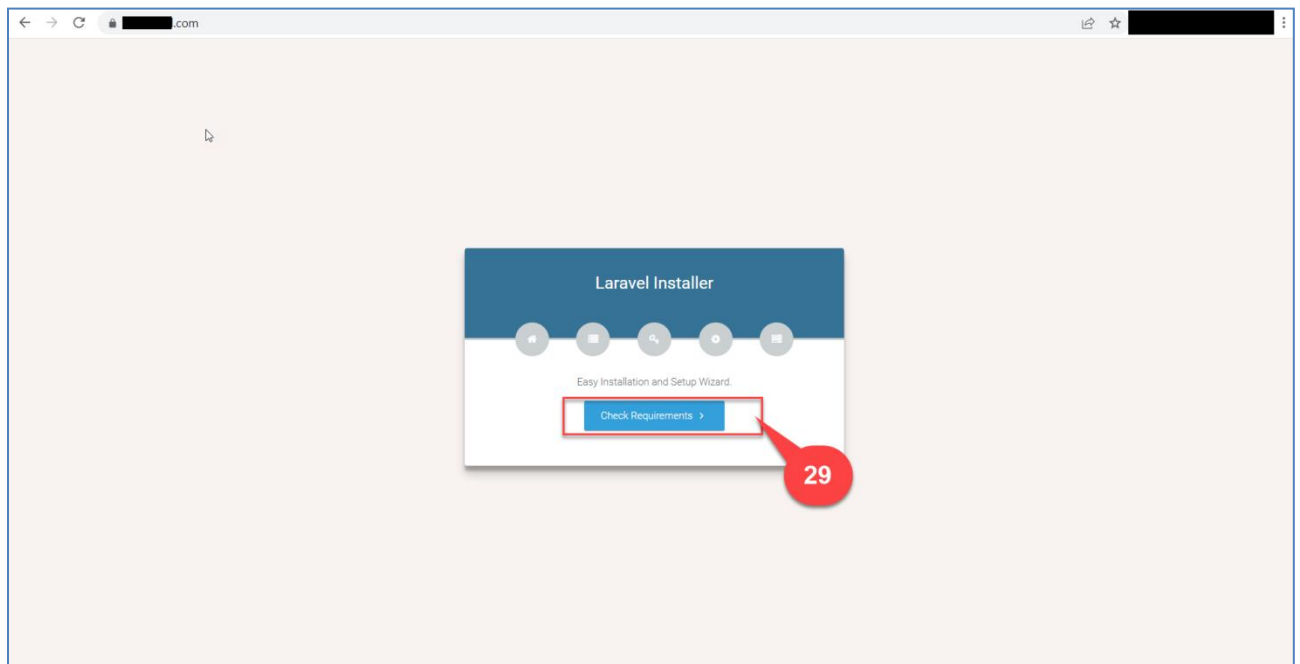 .com
Laravel Installer
Easy Installation and Setup Wizard.
Check Requirements
29